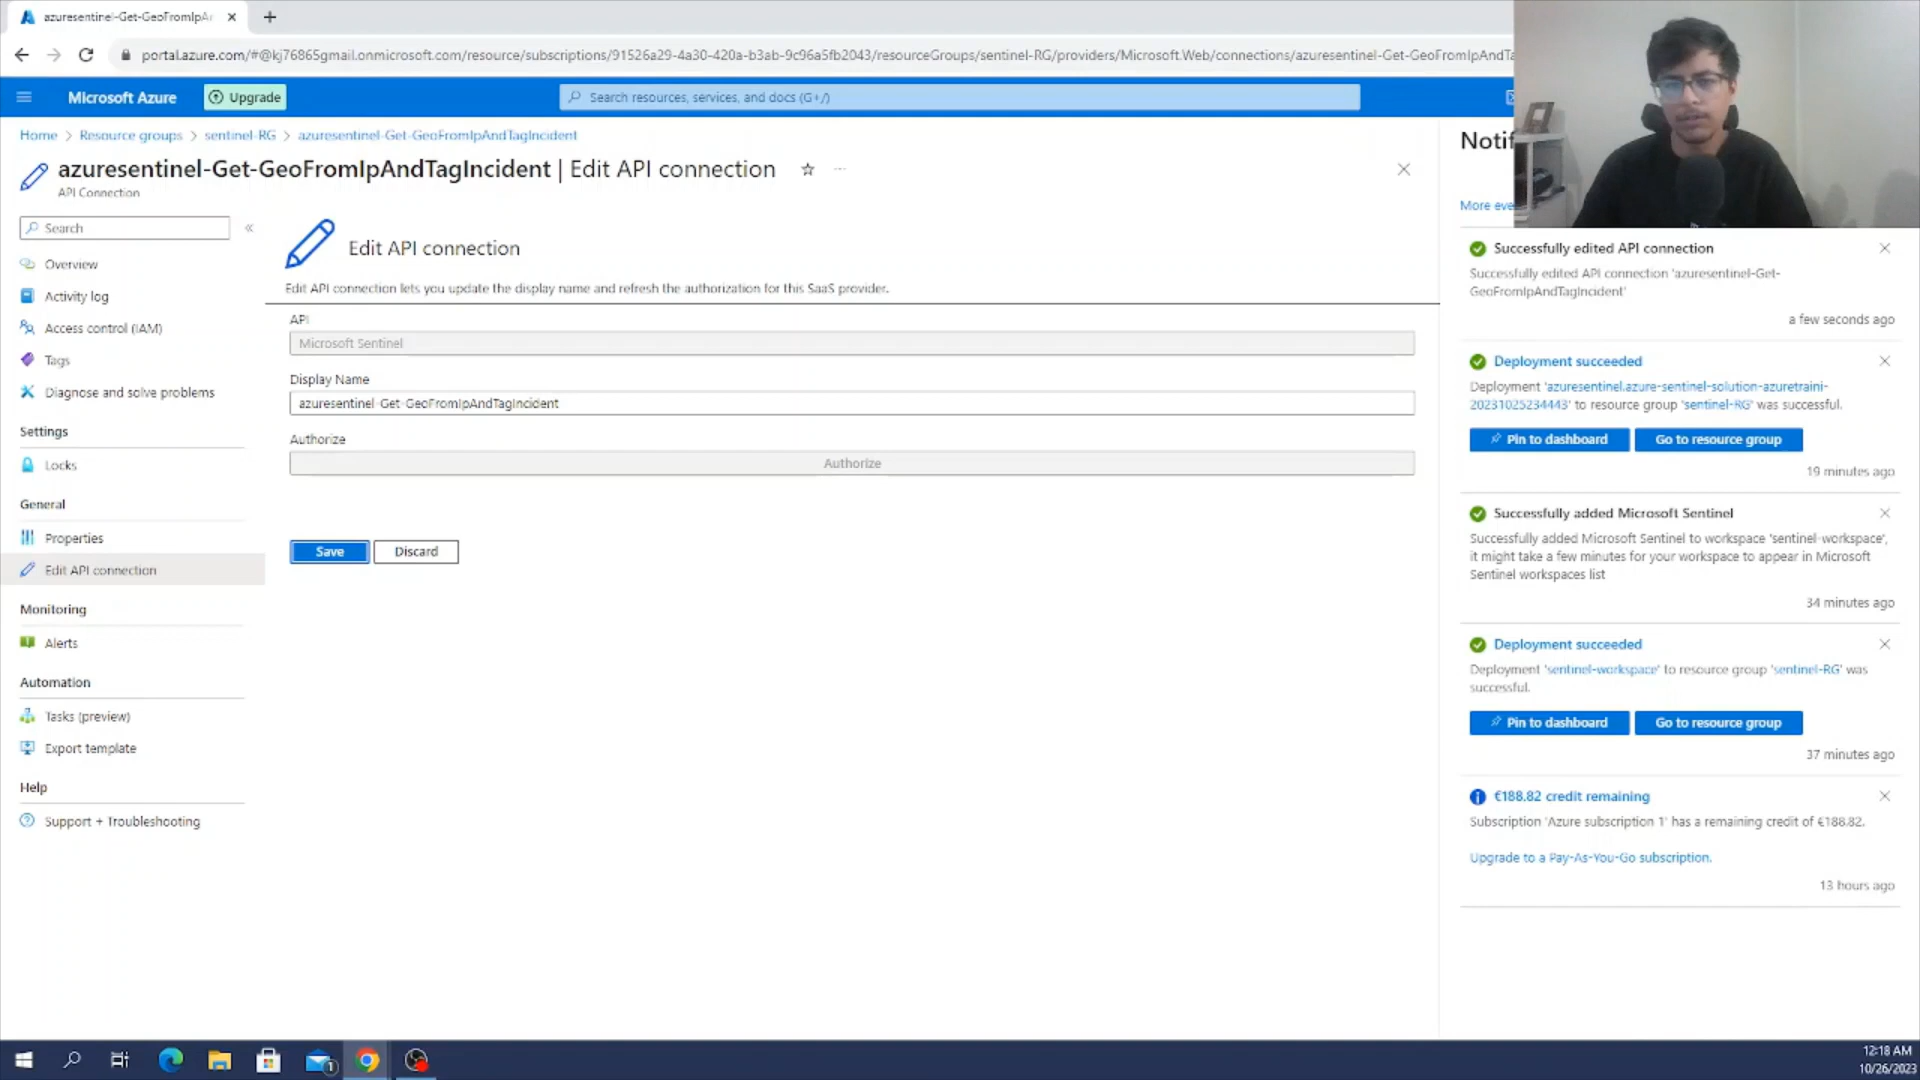 azuresentinel-Get-GeoFromIpA
portal.azure.com/#@kj76865gmail.onmicrosoft.com/resource/subscriptions/91526a29-4a30-420a-b3ab-9c96a5fb2043/resourceGroups/sentinel-RG/providers/Microsoft.Web/connections/azuresentinel-Get-GeoFromIpAndTa
Microsoft Azure
Upgrade
Search resources, services, and docs (G+/)
Home > Resource groups > sentinel-RG > azuresentinel-Get-GeoFromIpAndTagIncident
azuresentinel-Get-GeoFromIpAndTagIncident | Edit API connection
API Connection
Search
Overview
Activity log
Access control (IAM)
Tags
Diagnose and solve problems
Settings
Locks
General
Properties
Edit API connection
Monitoring
Alerts
Automation
Tasks (preview)
Export template
Help
Support + Troubleshooting
Edit API connection
Edit API connection lets you update the display name and refresh the authorization for this SaaS provider.
API
Microsoft Sentinel
Display Name
azuresentinel-Get-GeoFromIpAndTagIncident
Authorize
Authorize
Save
Discard
Notif
More eve
Successfully edited API connection
Successfully edited API connection 'azuresentinel-Get-
GeoFromIpAndTagIncident'
a few seconds ago
Deployment succeeded
Deployment 'azuresentinel.azure-sentinel-solution-azuretraini-
20231025234443' to resource group 'sentinel-RG' was successful.
Pin to dashboard
Go to resource group
19 minutes ago
Successfully added Microsoft Sentinel
Successfully added Microsoft Sentinel to workspace 'sentinel-workspace',
it might take a few minutes for your workspace to appear in Microsoft
Sentinel workspaces list
34 minutes ago
Deployment succeeded
Deployment 'sentinel-workspace' to resource group 'sentinel-RG' was
successful.
Pin to dashboard
Go to resource group
37 minutes ago
€188.82 credit remaining
Subscription 'Azure subscription 1' has a remaining credit of €188.82.
Upgrade to a Pay-As-You-Go subscription.
13 hours ago
1
12:18 AM
10/26/2023